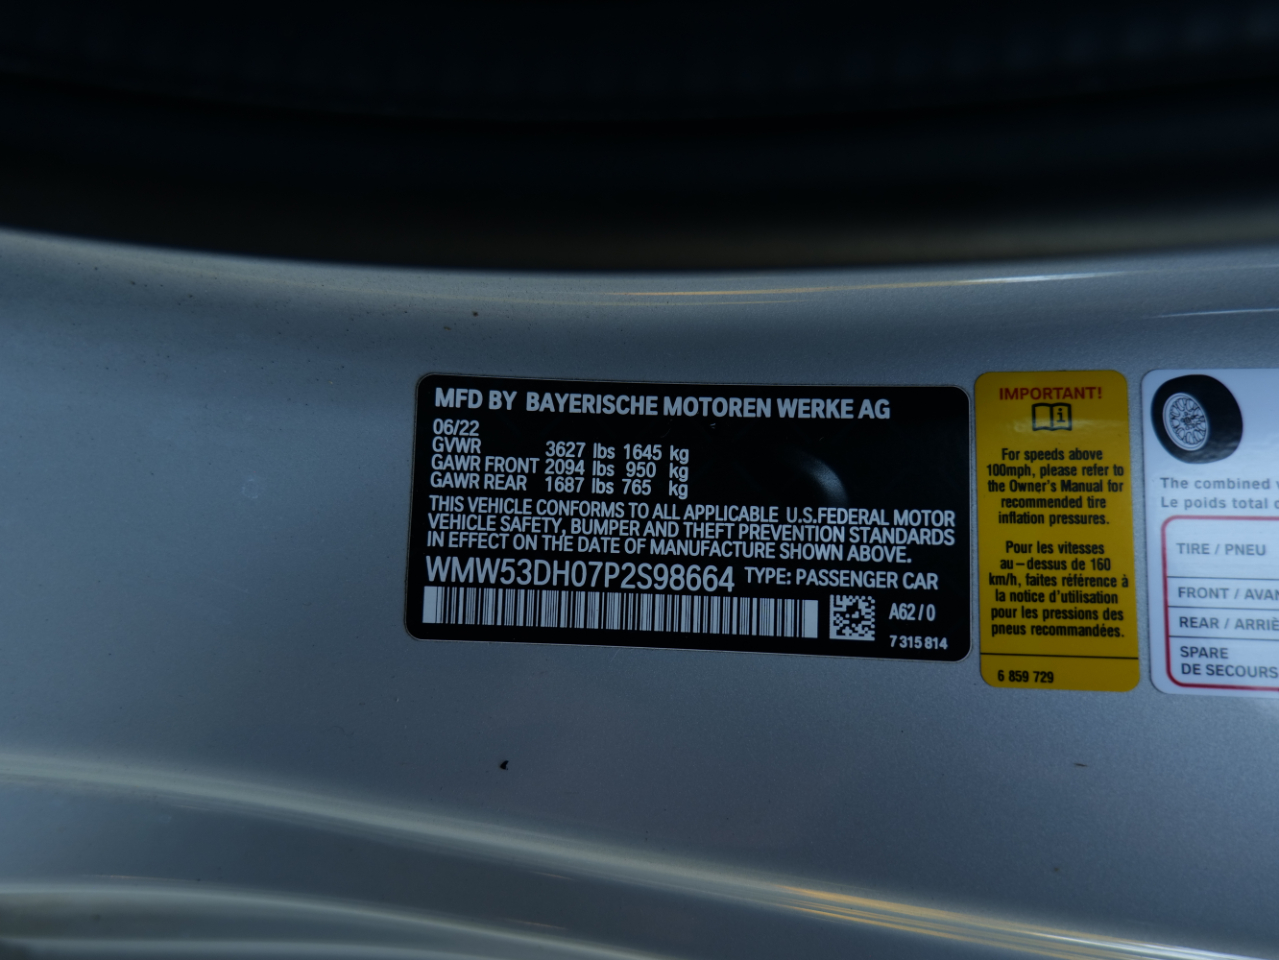 MFD BY BAYERISCHE MOTOREN WERKE AG
06/22
GVWR 3627 lbs 1645 kg
GAWR FRONT 2094 lbs 950 kg
GAWR REAR 1687 lbs 765 kg
THIS VEHICLE CONFORMS TO ALL APPLICABLE U.S.FEDERAL MOTOR
VEHICLE SAFETY, BUMPER AND THEFT PREVENTION STANDARDS
IN EFFECT ON THE DATE OF MANUFACTURE SHOWN ABOVE.
WMW53DH07P2S98664 TYPE: PASSENGER CAR
A62/0
7 315 814
IMPORTANT!
i
For speeds above
100mph, please refer to
the Owner's Manual for
recommended tire
inflation pressures.
Pour les vitesses
au–dessus de 160
km/h, faites référence à
la notice d'utilisation
pour les pressions des
pneus recommandées.
6 859 729
The combined
Le poids total
TIRE / PNEU
FRONT / AVAN
REAR / ARRIÈ
SPARE
DE SECOURS